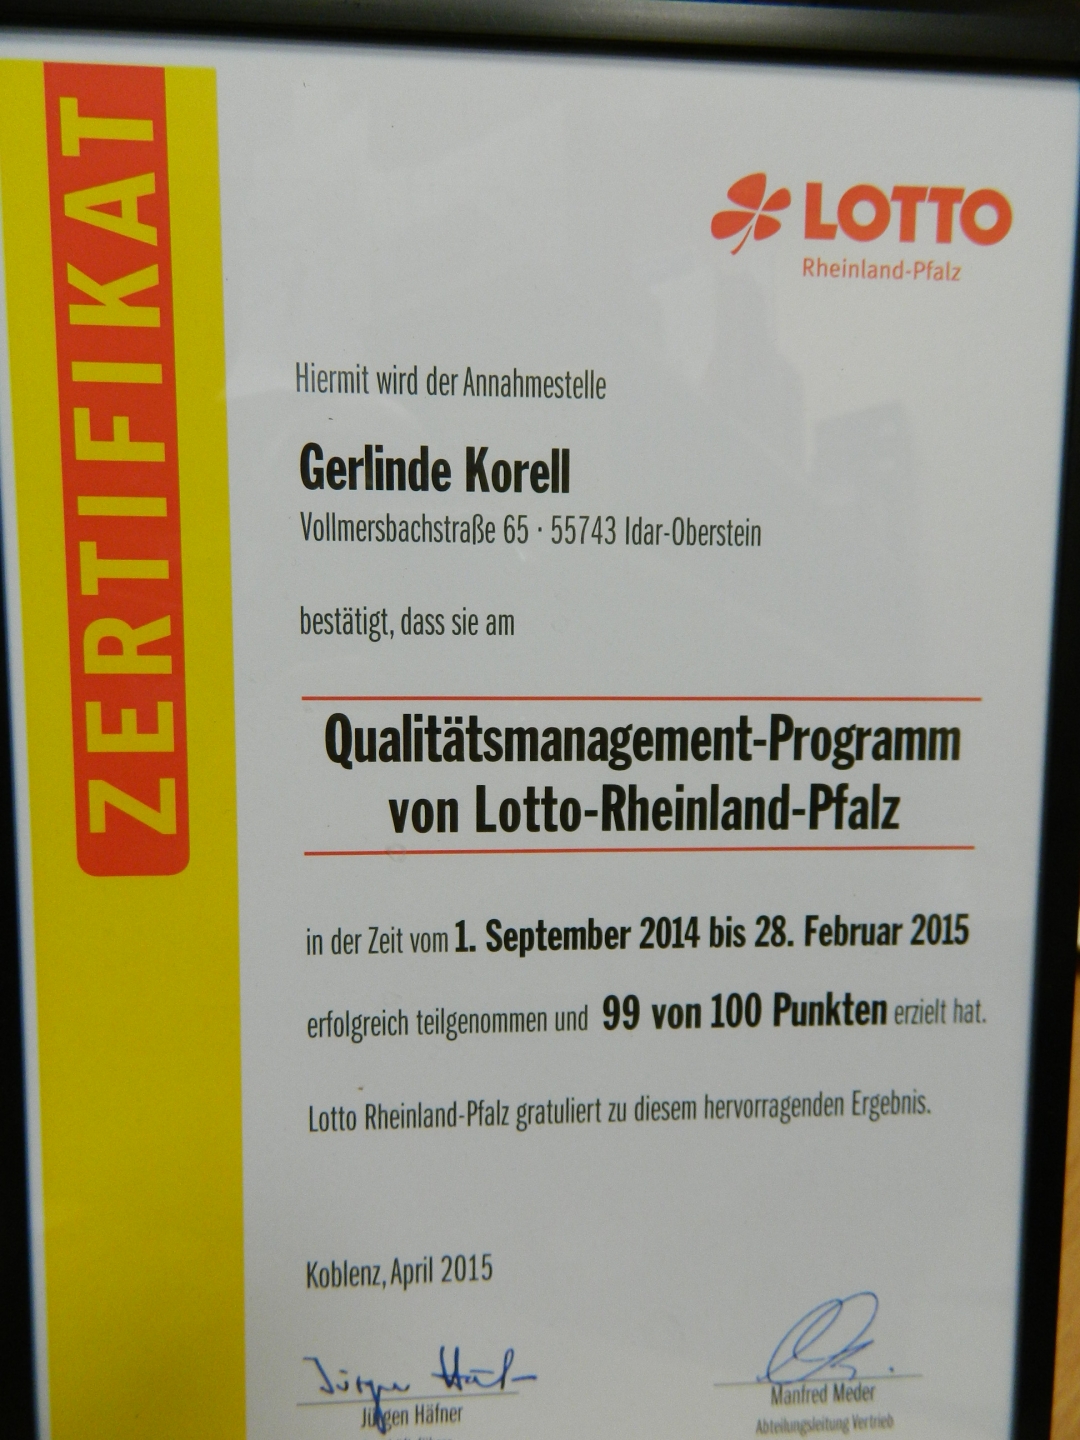 ZERTIFIKAT
LOTTO
Rheinland-Pfalz
Hiermit wird der Annahmestelle
Gerlinde Korell
Vollmersbachstraße 65 · 55743 Idar-Oberstein
bestätigt, dass sie am
Qualitätsmanagement-Programm
von Lotto-Rheinland-Pfalz
in der Zeit vom 1. September 2014 bis 28. Februar 2015
erfolgreich teilgenommen und 99 von 100 Punkten erzielt hat.
Lotto Rheinland-Pfalz gratuliert zu diesem hervorragenden Ergebnis.
Koblenz, April 2015
Jürgen Häfner
Manfred Meder
Abteilungsleitung Vertrieb